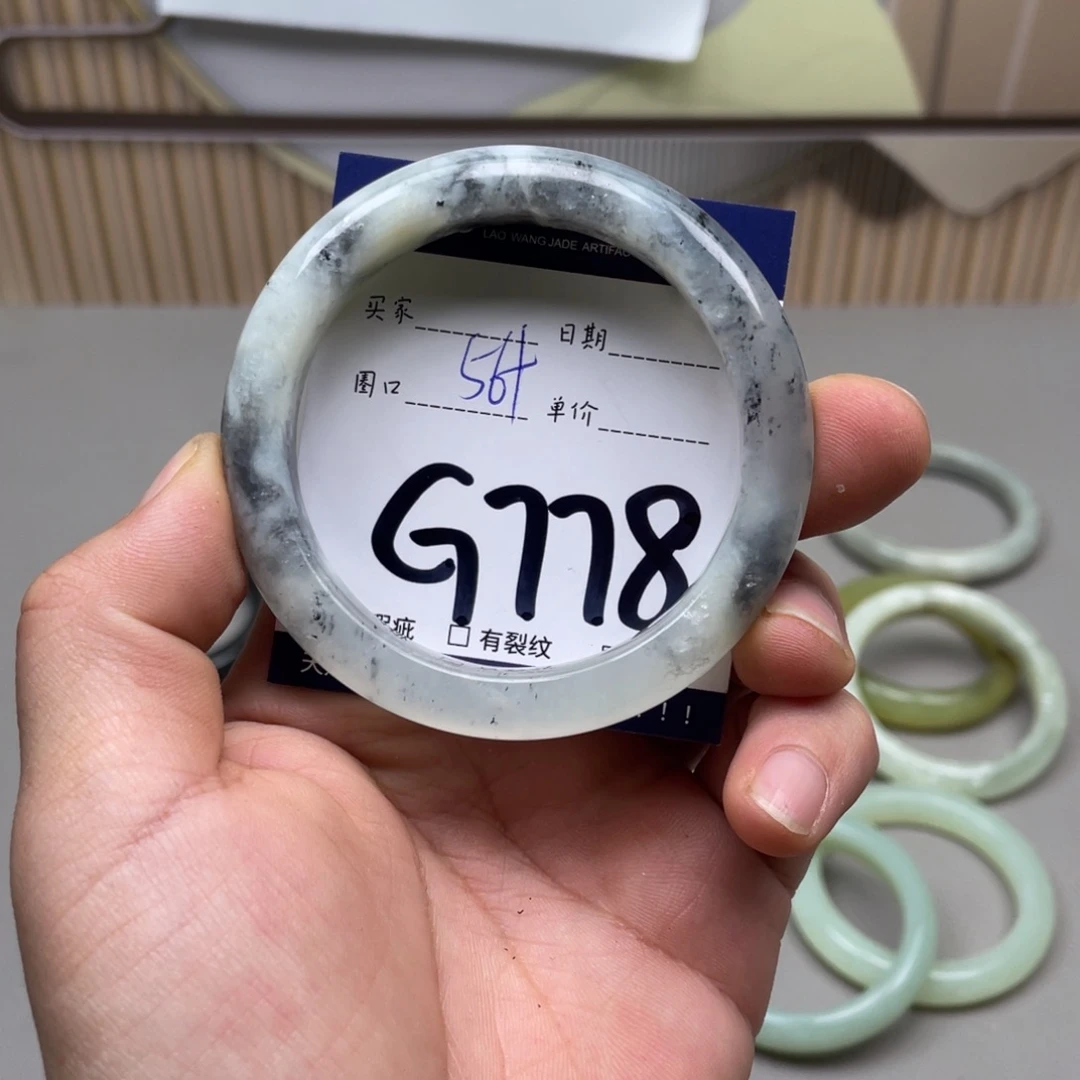 LAO WANG JADE ARTIFAC
买家 日期
圈口 56+ 单价
G778
瑕疵 □ 有裂纹
！！